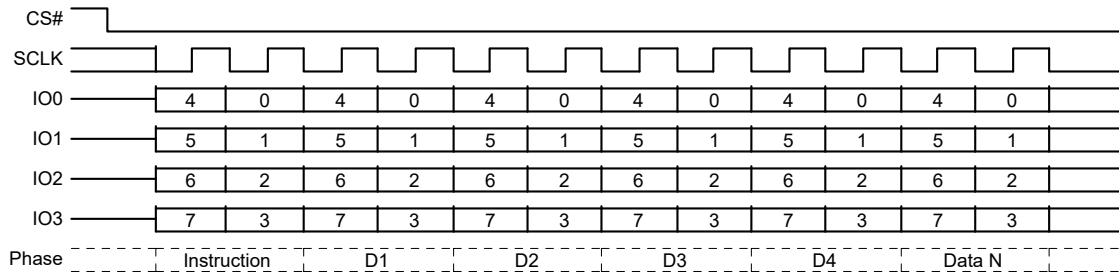 CS#
SCLK
IO0 4 0 4 0 4 0 4 0 4 0 4 0
IO1 5 1 5 1 5 1 5 1 5 1 5 1
IO2 6 2 6 2 6 2 6 2 6 2 6 2
IO3 7 3 7 3 7 3 7 3 7 3 7 3
Phase Instruction D1 D2 D3 D4 Data N